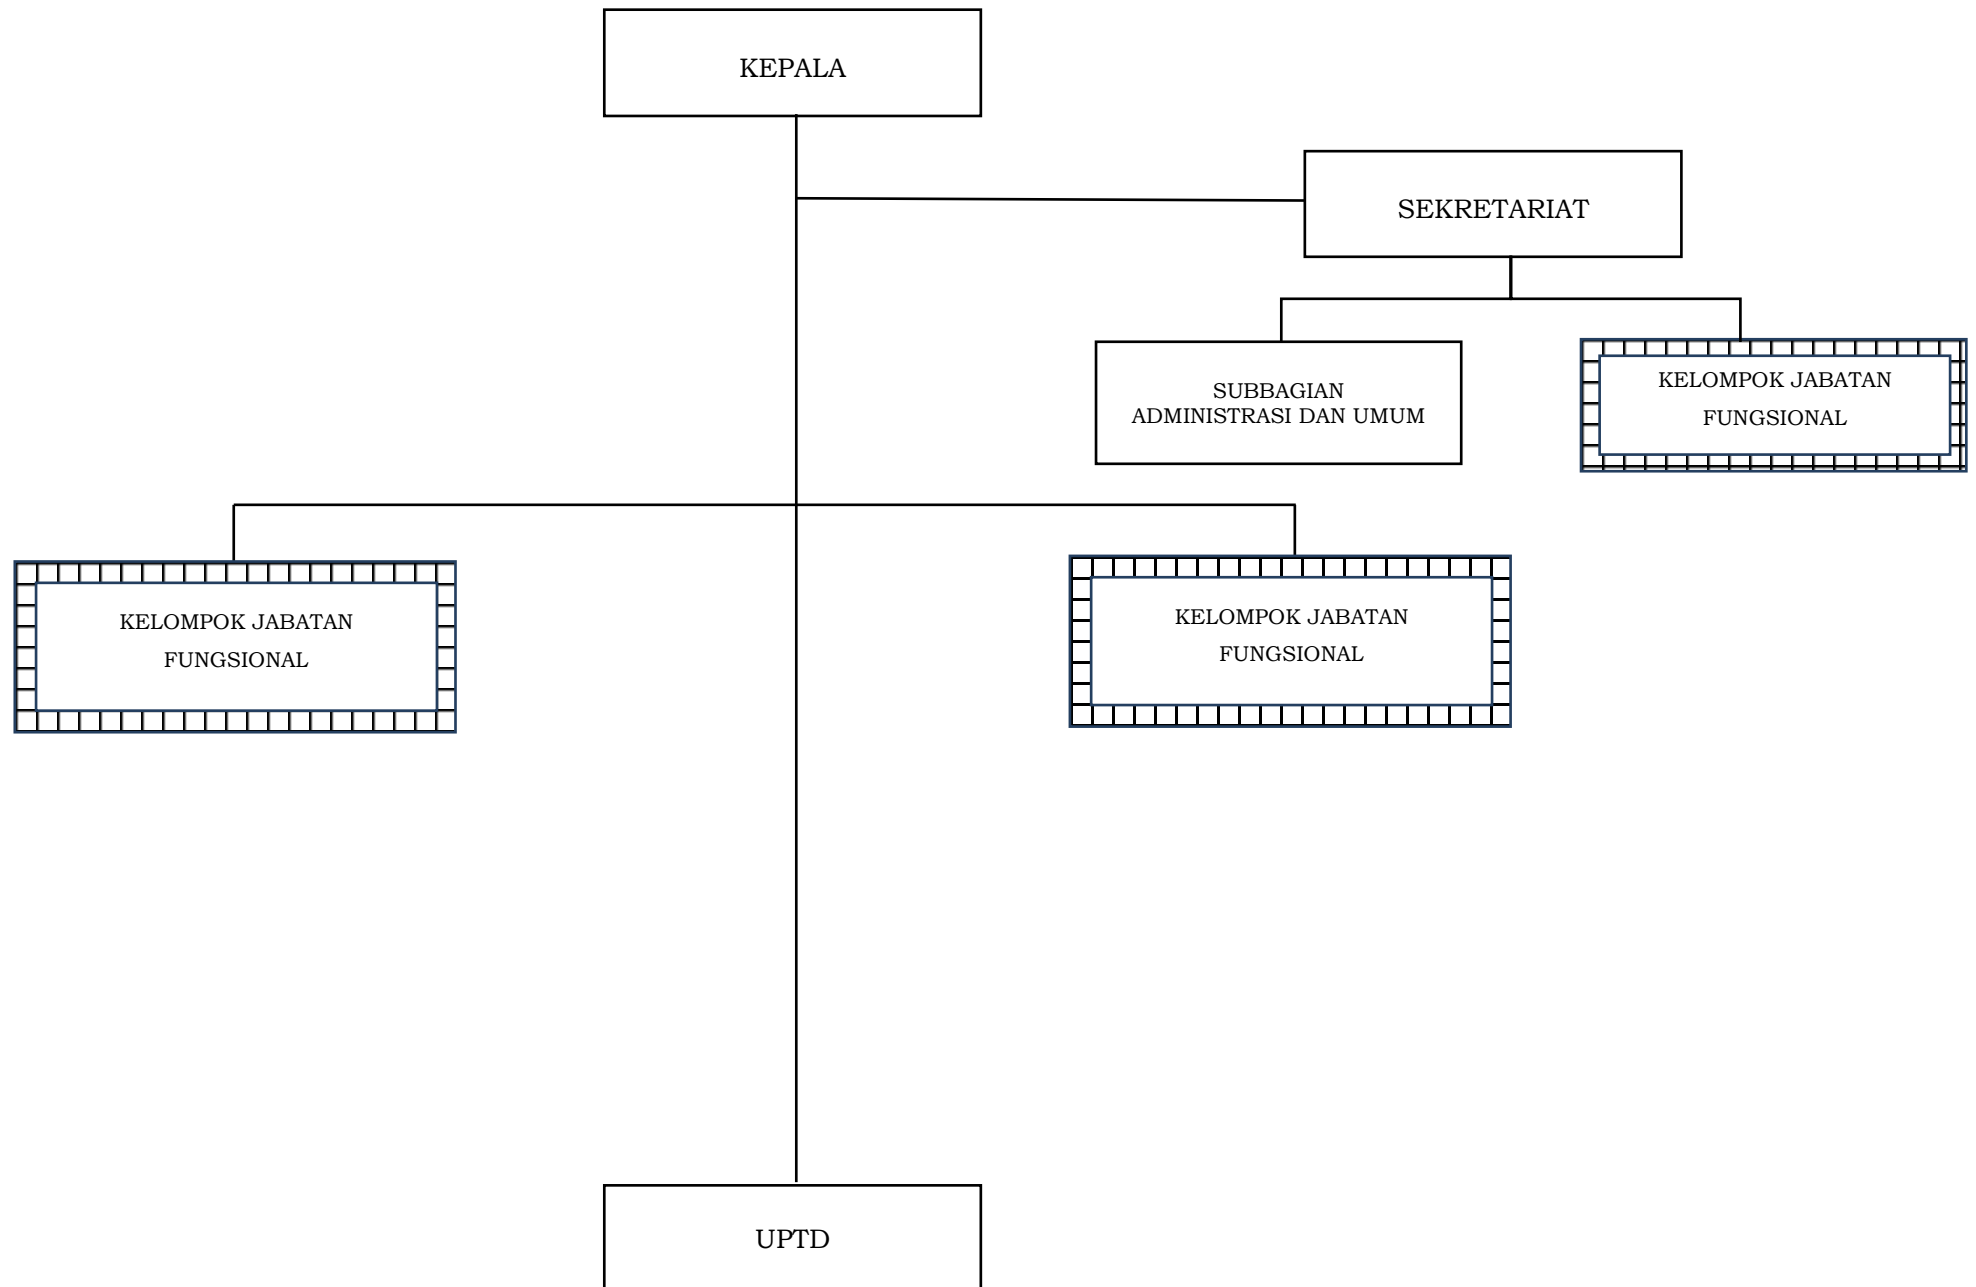 KEPALA
SEKRETARIAT
SUBBAGIAN
ADMINISTRASI DAN UMUM
KELOMPOK JABATAN
FUNGSIONAL
KELOMPOK JABATAN
FUNGSIONAL
KELOMPOK JABATAN
FUNGSIONAL
UPTD